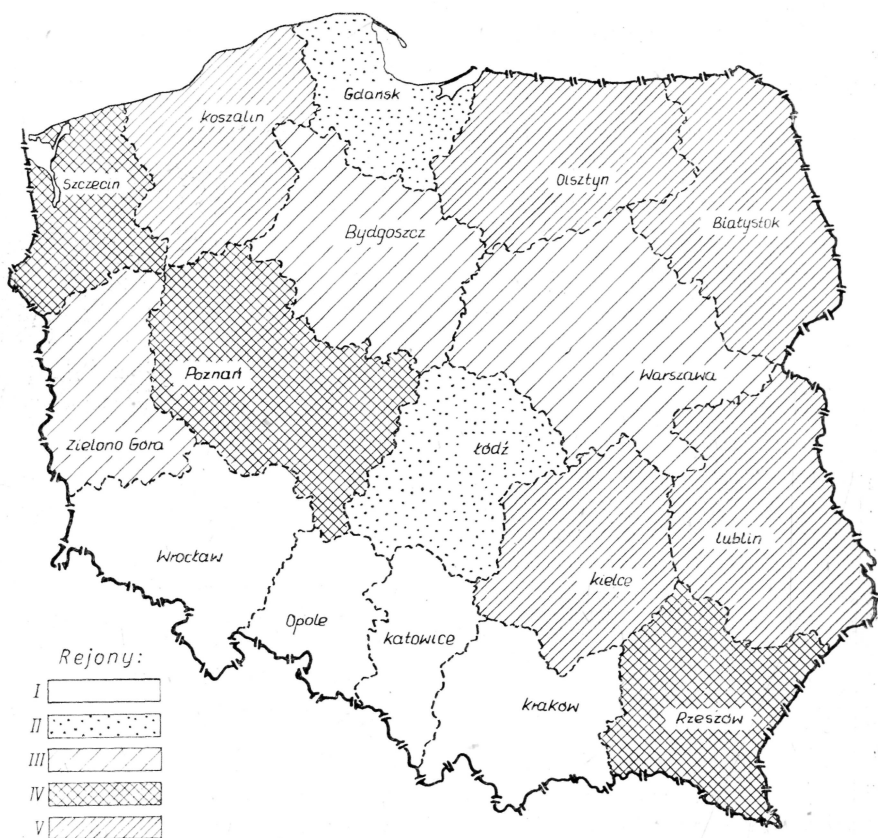 Gdańsk
Koszalin
Szczecin
Olsztyn
Białystok
Bydgoszcz
Poznań
Warszawa
Zielono Góra
Łódź
Wrocław
lublin
kielce
Opole
katowice
kraków
Rzeszów
Rejony:
I
II
III
IV
V